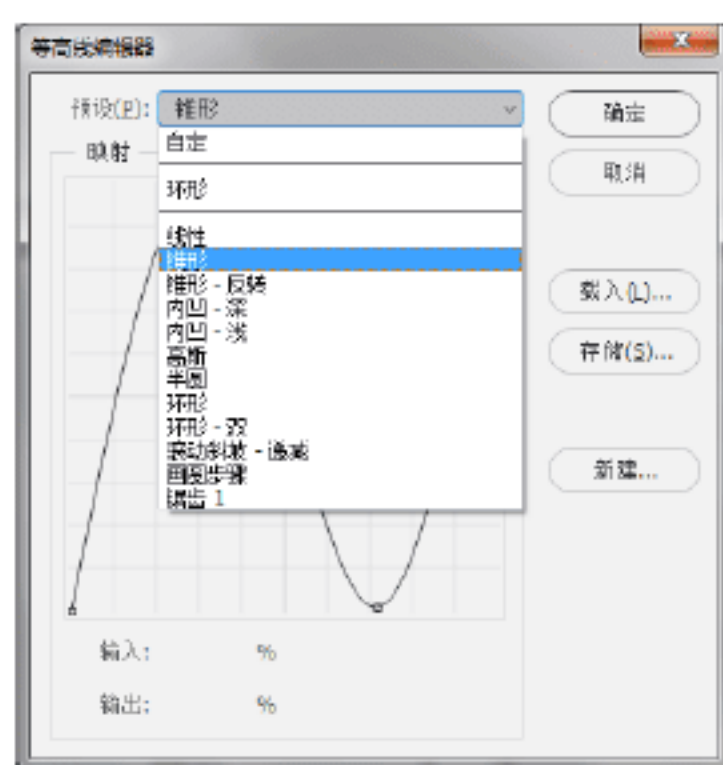 等高线编辑器
预设(P): 锥形
确定
自定
映射
取消
环形
线性
锥形
锥形 - 反转
内凹 - 深
内凹 - 浅
高斯
半圆
环形
环形 - 双
滚动斜坡 - 递减
画圆步骤
锯齿 1
载入(L)...
存储(S)...
新建...
输入: %
输出: %